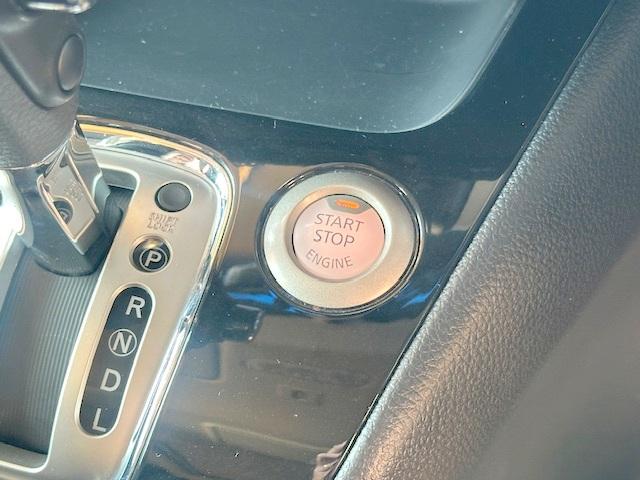 START
STOP
ENGINE
SHIFT
LOCK
P
R
N
D
L